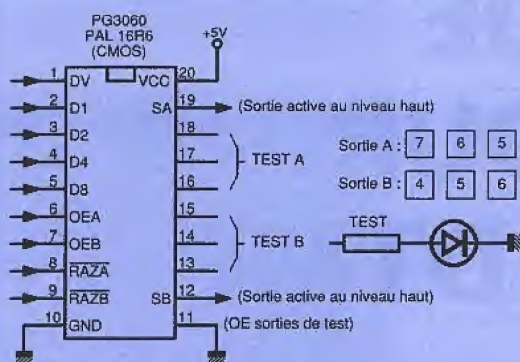 PG3060
PAL 16R6
(CMOS)
+5V
1 DV VCC 20
2 D1 SA 19 (Sortie active au niveau haut)
3 D2 18
4 D4 17 TEST A
5 D8 16
6 OEA 15
7 OEB 14 TEST B
8 RAZA 13
9 RAZB SB 12 (Sortie active au niveau haut)
10 GND 11 (OE sorties de test)
Sortie A : 7 6 5
Sortie B : 4 5 6
TEST